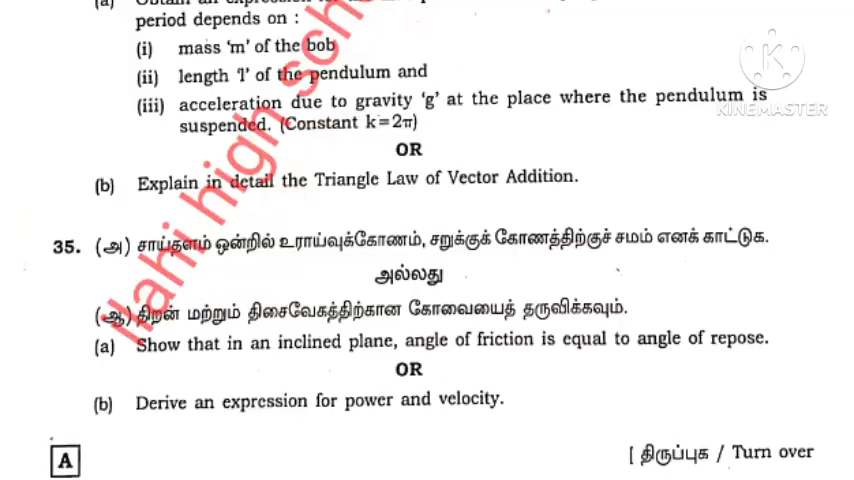 period depends on :
(i) mass 'm' of the bob
(ii) length 'l' of the pendulum and
(iii) acceleration due to gravity 'g' at the place where the pendulum is
suspended. (Constant k=2π)
OR
(b) Explain in detail the Triangle Law of Vector Addition.
35. (அ) சாய்தளம் ஒன்றில் உராய்வுக்கோணம், சறுக்குக் கோணத்திற்குச் சமம் எனக் காட்டுக.
அல்லது
(ஆ) திறன் மற்றும் திசைவேகத்திற்கான கோவையைத் தருவிக்கவும்.
(a) Show that in an inclined plane, angle of friction is equal to angle of repose.
OR
(b) Derive an expression for power and velocity.
A
[ திருப்புக / Turn over
K
KINEMASTER
ilahi high sch